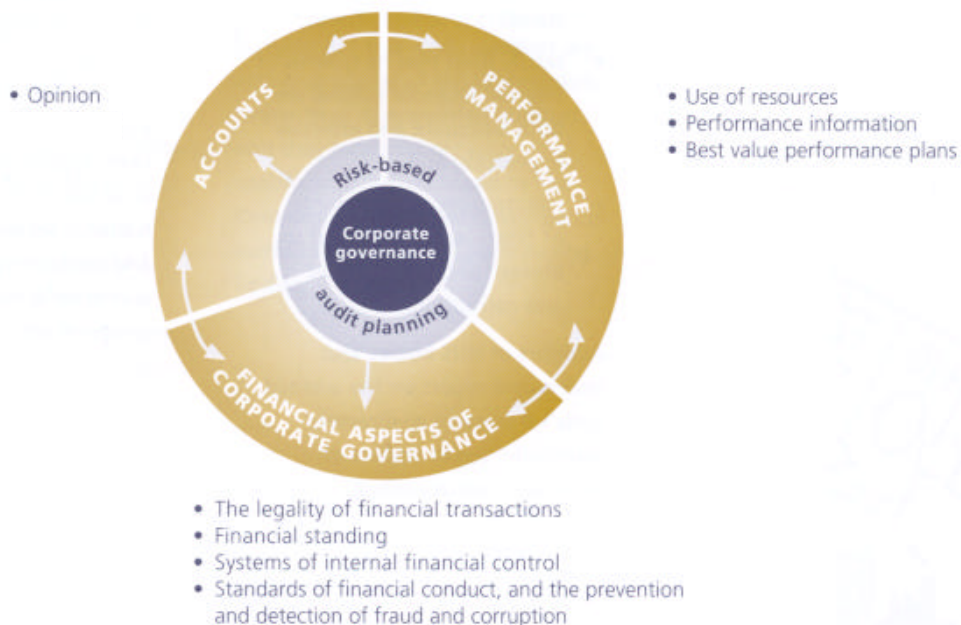 • Opinion
ACCOUNTS
PERFORMANCE
MANAGEMENT
• Use of resources
• Performance information
• Best value performance plans
Risk-based
Corporate
governance
audit planning
FINANCIAL ASPECTS OF
CORPORATE GOVERNANCE
• The legality of financial transactions
• Financial standing
• Systems of internal financial control
• Standards of financial conduct, and the prevention
and detection of fraud and corruption